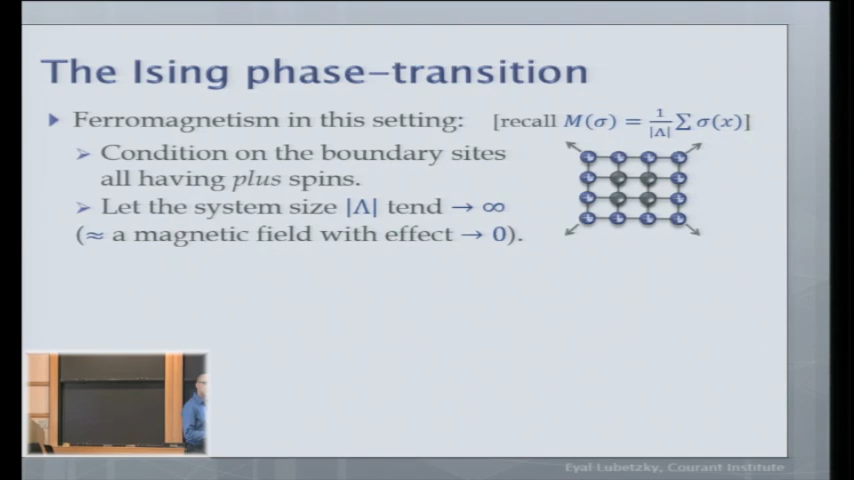 The Ising phase-transition
Ferromagnetism in this setting: [recall M(σ) = 1/|Λ| ∑ σ(x)]
Condition on the boundary sites
all having plus spins.
Let the system size |Λ| tend → ∞
(≈ a magnetic field with effect → 0).
Eyal Lubetzky, Courant Institute